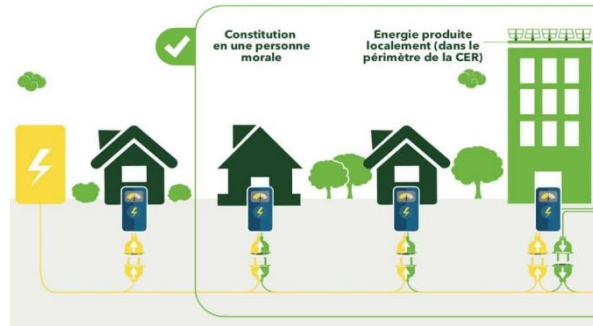 Constitution
en une personne
morale
Energie produite
localement (dans le
périmètre de la CER)